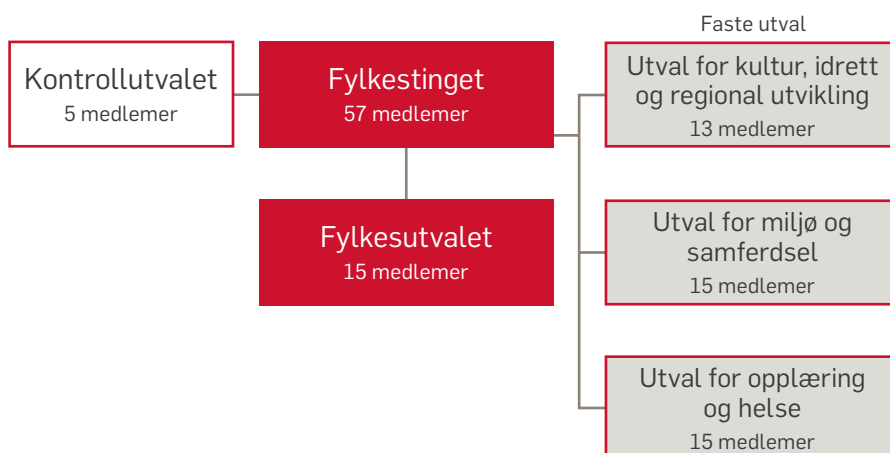 Faste utval
Kontrollutvalet
5 medlemer
Fylkestinget
57 medlemer
Utval for kultur, idrett
og regional utvikling
13 medlemer
Fylkesutvalet
15 medlemer
Utval for miljø og
samferdsel
15 medlemer
Utval for opplæring
og helse
15 medlemer